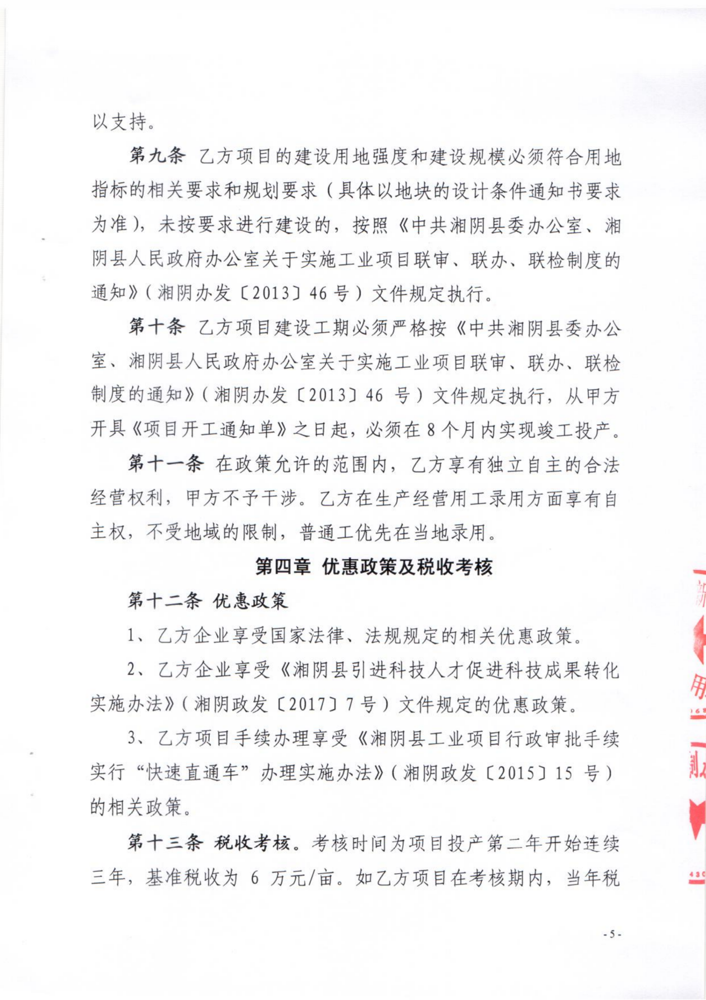 以支持。
第九条 乙方项目的建设用地强度和建设规模必须符合用地
指标的相关要求和规划要求（具体以地块的设计条件通知书要求
为准），未按要求进行建设的，按照《中共湘阴县委办公室、湘
阴县人民政府办公室关于实施工业项目联审、联办、联检制度的
通知》（湘阴办发〔2013〕46 号）文件规定执行。
第十条 乙方项目建设工期必须严格按《中共湘阴县委办公
室、湘阴县人民政府办公室关于实施工业项目联审、联办、联检
制度的通知》（湘阴办发〔2013〕46 号）文件规定执行，从甲方
开具《项目开工通知单》之日起，必须在 8 个月内实现竣工投产。
第十一条 在政策允许的范围内，乙方享有独立自主的合法
经营权利，甲方不予干涉。乙方在生产经营用工录用方面享有自
主权，不受地域的限制，普通工优先在当地录用。
第四章 优惠政策及税收考核
第十二条 优惠政策
1、乙方企业享受国家法律、法规规定的相关优惠政策。
2、乙方企业享受《湘阴县引进科技人才促进科技成果转化
实施办法》（湘阴政发〔2017〕7 号）文件规定的优惠政策。
3、乙方项目手续办理享受《湘阴县工业项目行政审批手续
实行“快速直通车”办理实施办法》（湘阴政发〔2015〕15 号）
的相关政策。
第十三条 税收考核。考核时间为项目投产第二年开始连续
三年，基准税收为 6 万元/亩。如乙方项目在考核期内，当年税
新
用
68
制
430
- 5 -